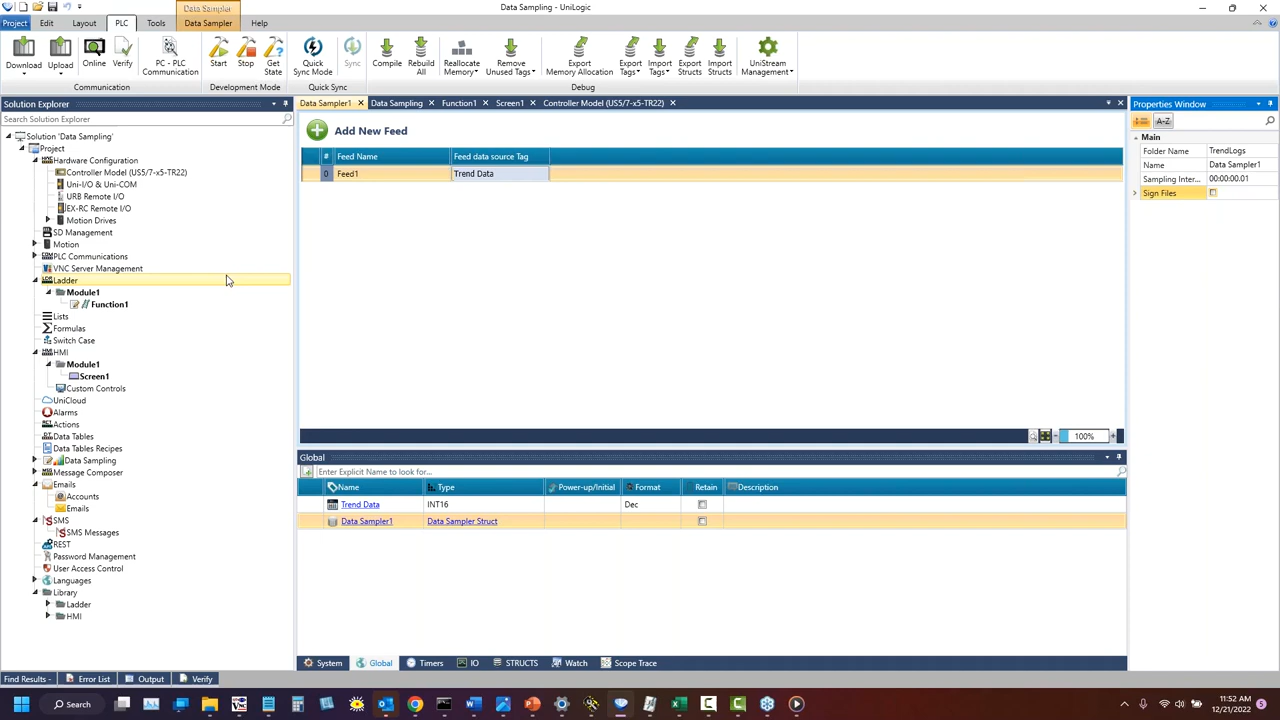 Data Sampler
Data Sampling - UniLogic
Project
Edit
Layout
PLC
Tools
Data Sampler
Help
Download
Upload
Online
Verify
PC - PLC
Communication
Start
Stop
Get
State
Quick
Sync Mode
Sync
Compile
Rebuild
All
Reallocate
Memory
Remove
Unused Tags
Export
Memory Allocation
Export
Tags
Import
Tags
Export
Structs
Import
Structs
UniStream
Management
Communication
Development Mode
Quick Sync
Debug
Solution Explorer
Search Solution Explorer
Solution 'Data Sampling'
Project
Hardware Configuration
Controller Model (US5/7-x5-TR22)
Uni-I/O & Uni-COM
URB Remote I/O
EX-RC Remote I/O
Motion Drives
SD Management
Motion
PLC Communications
VNC Server Management
Ladder
Module1
Function1
Lists
Formulas
Switch Case
HMI
Module1
Screen1
Custom Controls
UniCloud
Alarms
Actions
Data Tables
Data Tables Recipes
Data Sampling
Message Composer
Emails
Accounts
Emails
SMS
SMS Messages
REST
Password Management
User Access Control
Languages
Library
Ladder
HMI
Data Sampler1
Data Sampling
Function1
Screen1
Controller Model (US5/7-x5-TR22)
Add New Feed
# Feed Name Feed data source Tag
0 Feed1 Trend Data
100%
Global
Enter Explicit Name to look for...
Name Type Power-up/Initial Format Retain Description
Trend Data INT16 Dec
Data Sampler1 Data Sampler Struct
System
Global
Timers
IO
STRUCTS
Watch
Scope Trace
Properties Window
A-Z
Main
Folder Name TrendLogs
Name Data Sampler1
Sampling Inter... 00:00:00.01
Sign Files
Find Results -
Error List
Output
Verify
Search
11:52 AM
12/21/2022